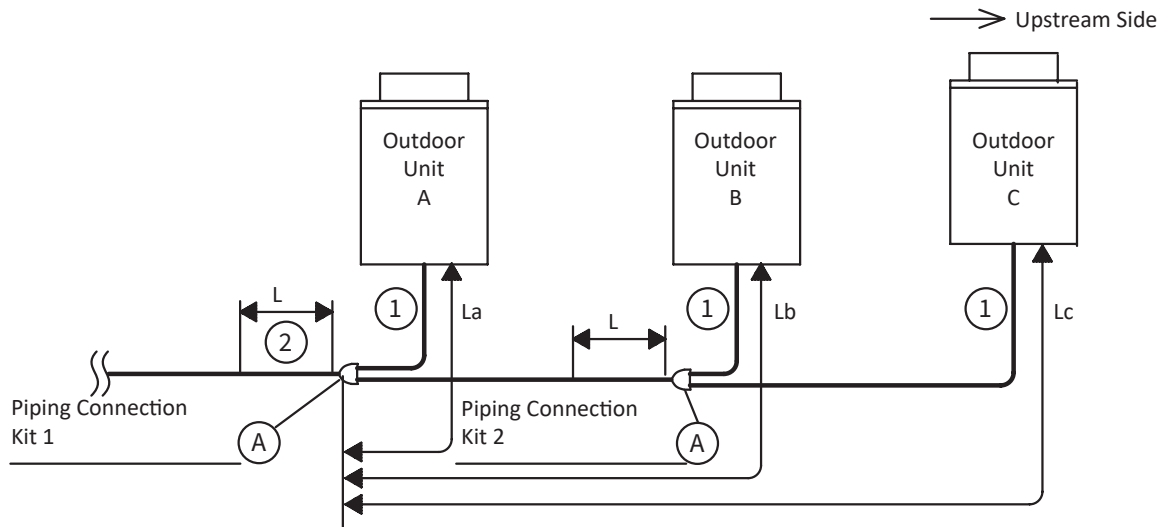 Upstream Side
Outdoor
Unit
A
Outdoor
Unit
B
Outdoor
Unit
C
L
1
La
2
L
1
Lb
1
Lc
Piping Connection
Kit 1
A
Piping Connection
Kit 2
A